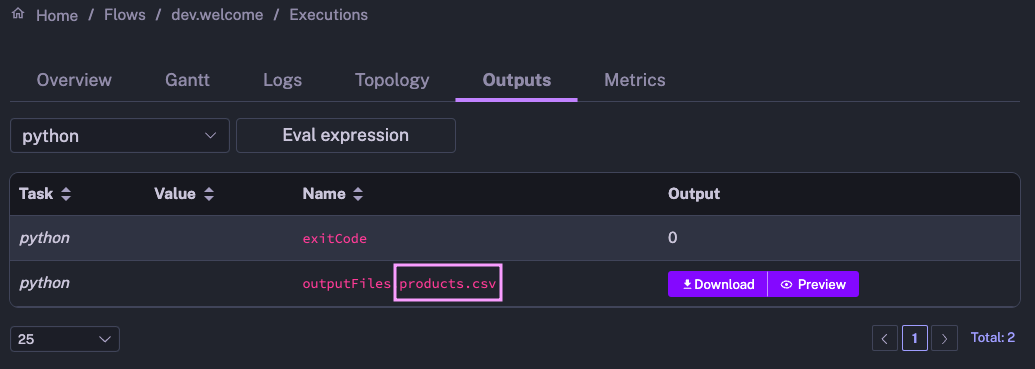 Home / Flows / dev.welcome / Executions
Overview Gantt Logs Topology Outputs Metrics
python Eval expression
Task Value Name Output
python exitCode 0
python outputFiles products.csv Download Preview
25 1 Total: 2